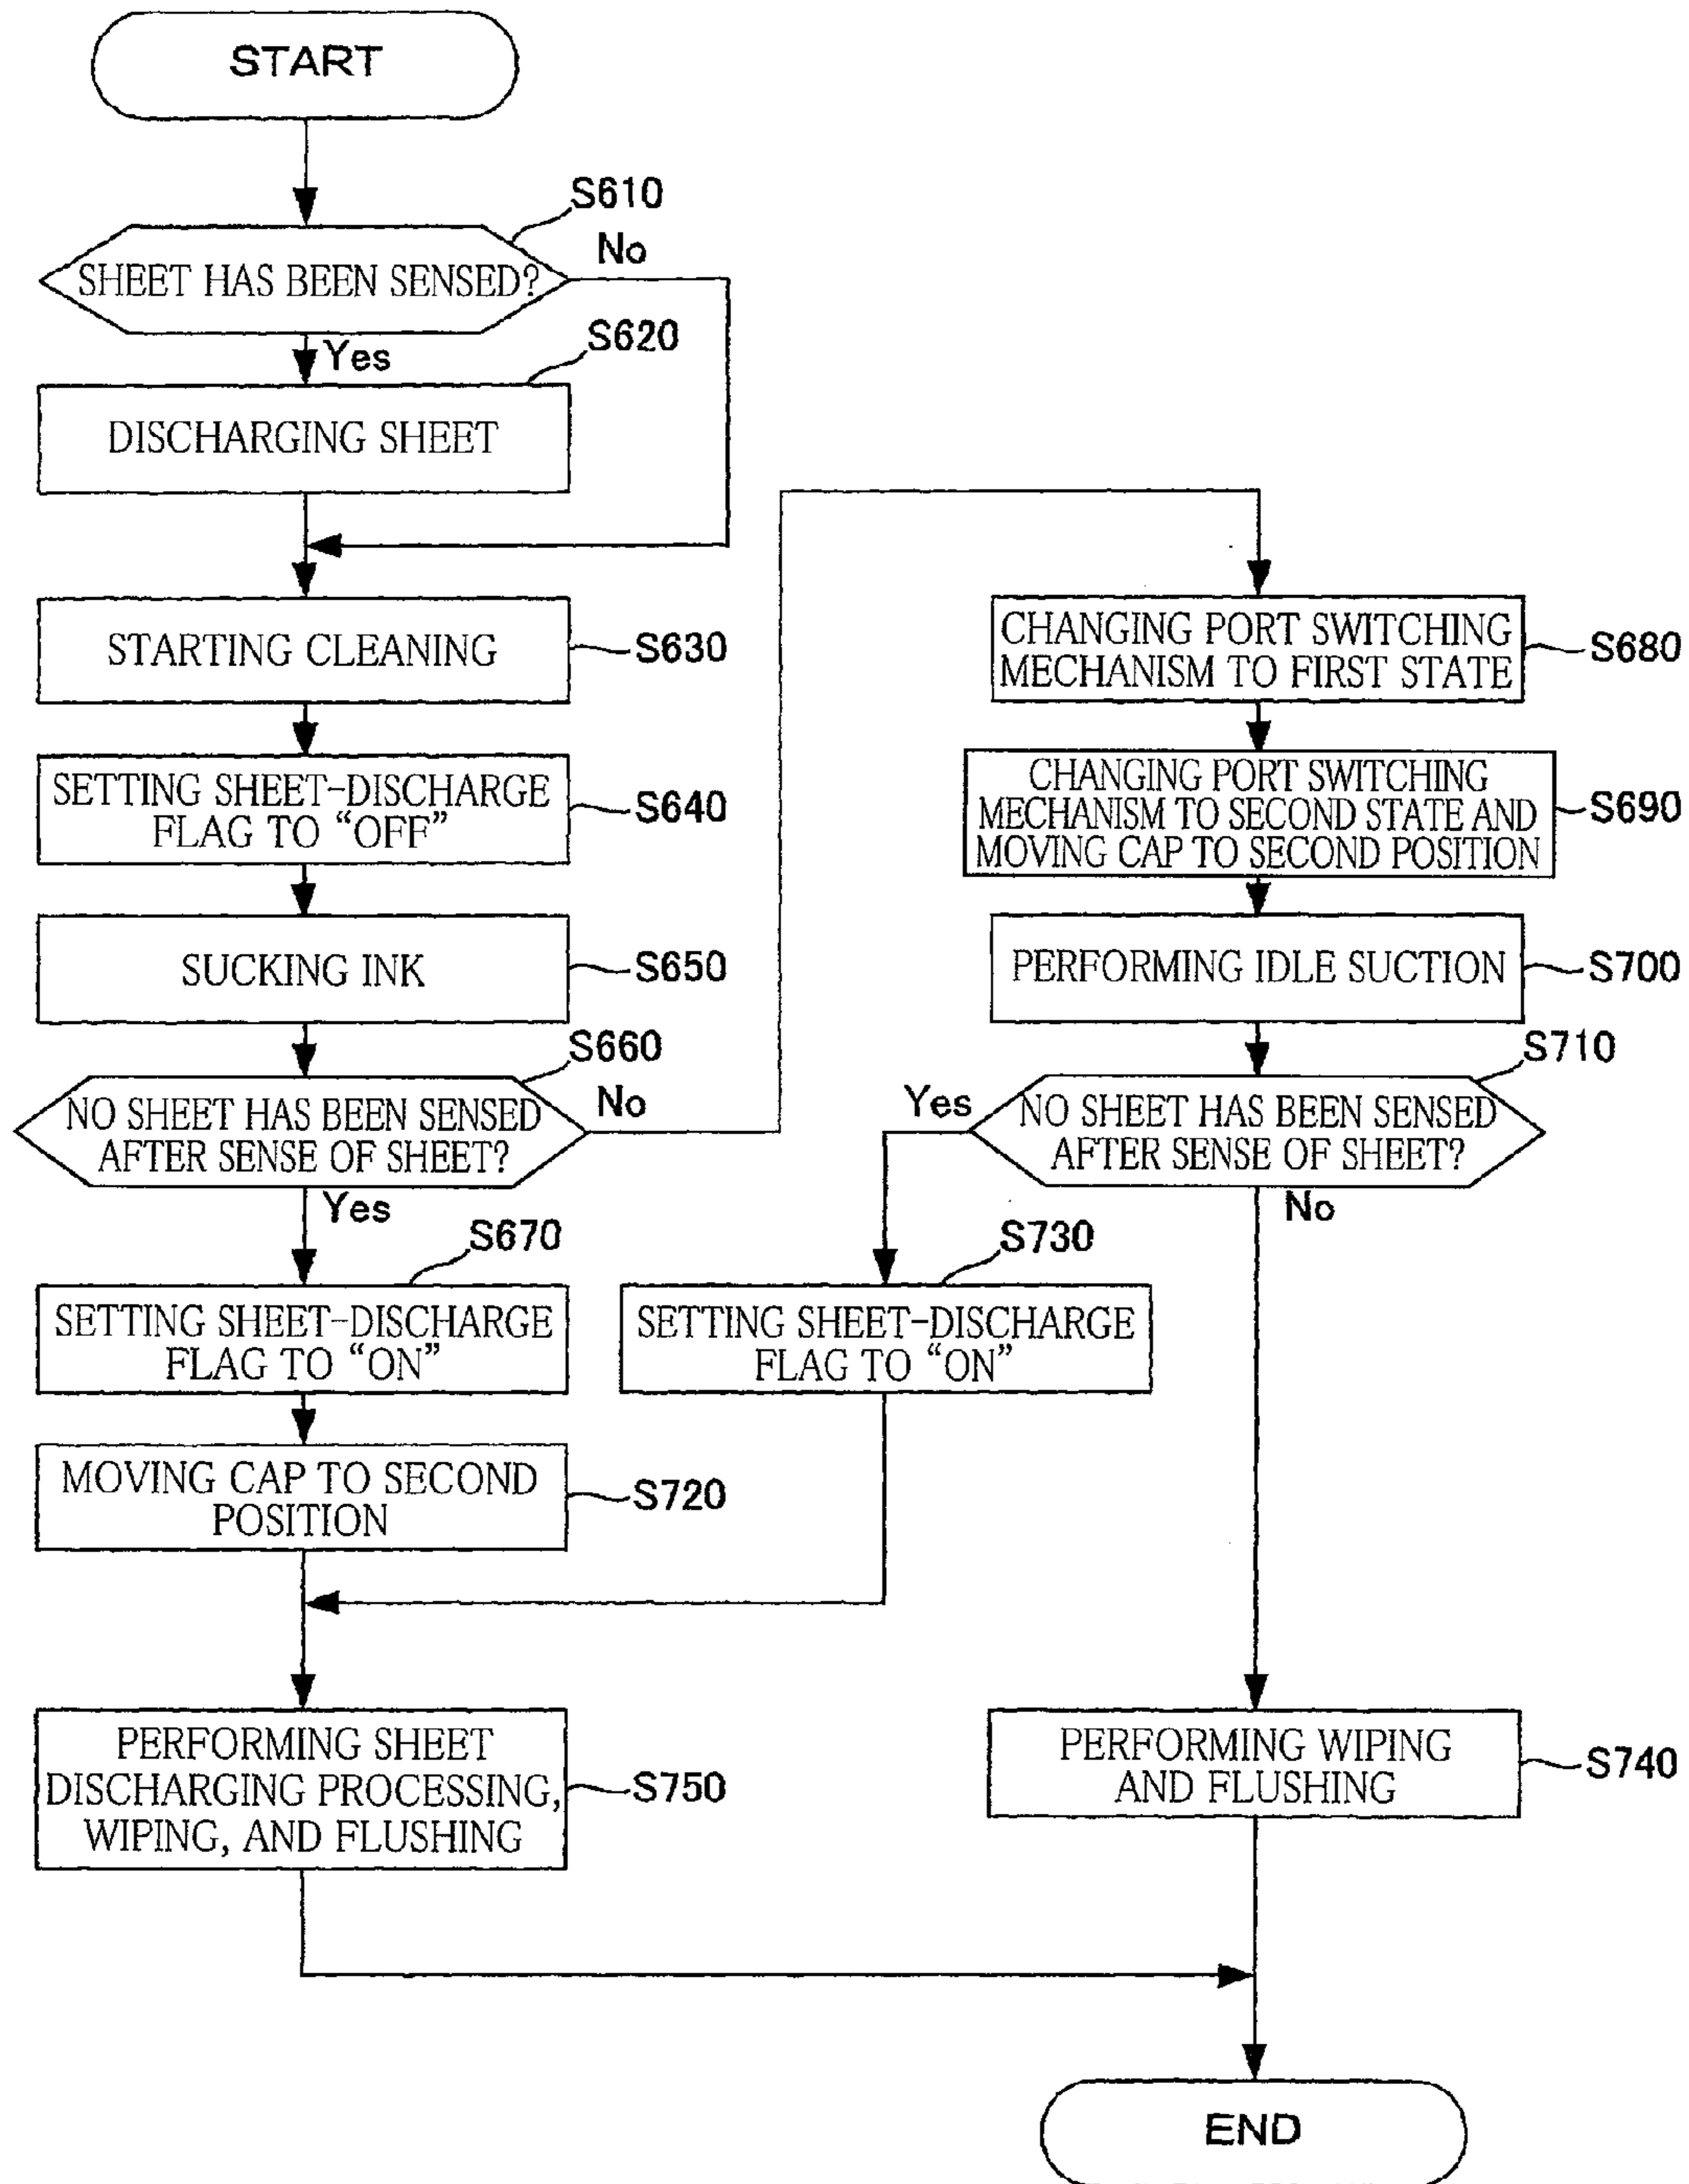 START
S610
No
SHEET HAS BEEN SENSED?
Yes
S620
DISCHARGING SHEET
STARTING CLEANING
S630
SETTING SHEET-DISCHARGE
FLAG TO “OFF”
S640
SUCKING INK
S650
S660
NO SHEET HAS BEEN SENSED
AFTER SENSE OF SHEET?
No
Yes
S670
SETTING SHEET-DISCHARGE
FLAG TO “ON”
MOVING CAP TO SECOND
POSITION
S720
CHANGING PORT SWITCHING
MECHANISM TO FIRST STATE
S680
CHANGING PORT SWITCHING
MECHANISM TO SECOND STATE AND
MOVING CAP TO SECOND POSITION
S690
PERFORMING IDLE SUCTION
S700
S710
Yes
NO SHEET HAS BEEN SENSED
AFTER SENSE OF SHEET?
No
S730
SETTING SHEET-DISCHARGE
FLAG TO “ON”
PERFORMING SHEET
DISCHARGING PROCESSING,
WIPING, AND FLUSHING
S750
PERFORMING WIPING
AND FLUSHING
S740
END